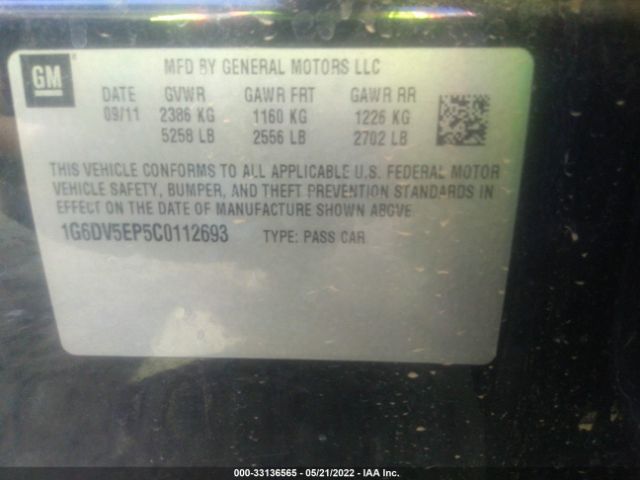 GM ® MFD BY GENERAL MOTORS LLC
DATE GVWR GAWR FRT GAWR RR
09/11 2386 KG 1160 KG 1226 KG
5258 LB 2556 LB 2702 LB
THIS VEHICLE CONFORMS TO ALL APPLICABLE U.S. FEDERAL MOTOR
VEHICLE SAFETY, BUMPER, AND THEFT PREVENTION STANDARDS IN
EFFECT ON THE DATE OF MANUFACTURE SHOWN ABOVE.
1G6DV5EP5C0112693 TYPE: PASS CAR
000-33136565 - 05/21/2022 - IAA Inc.